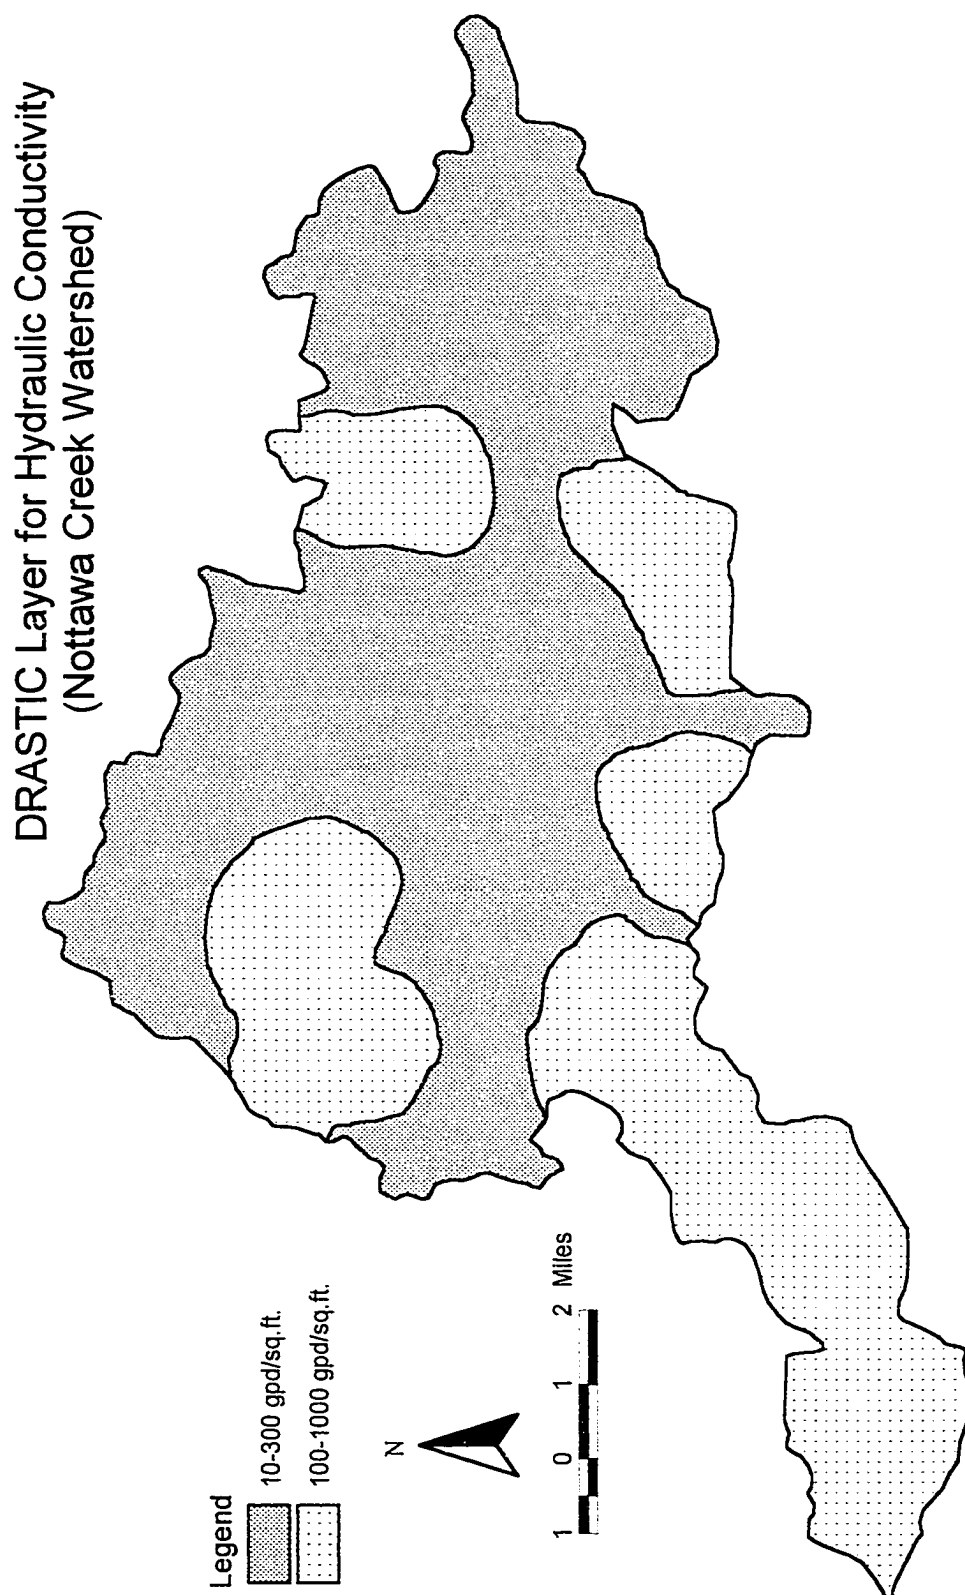 DRASTIC Layer for Hydraulic Conductivity
(Nottawa Creek Watershed)
Legend
10-300 gpd/sq.ft.
100-1000 gpd/sq.ft.
N
1 0 1 2 Miles